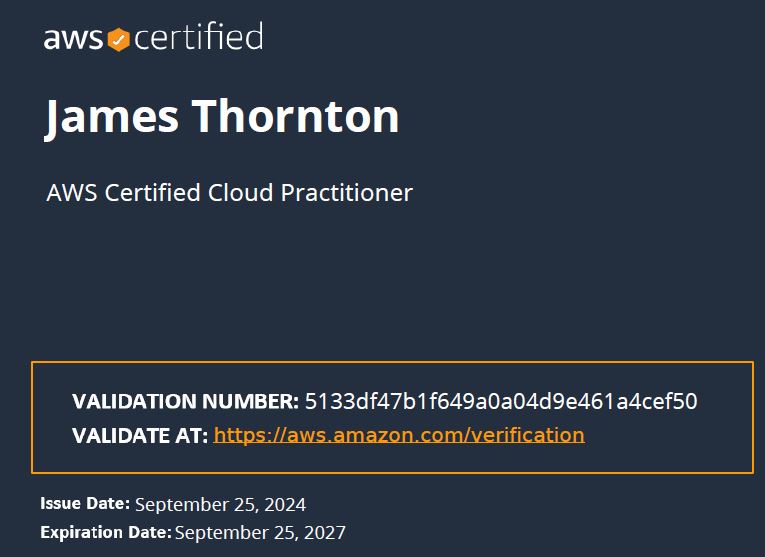 aws certified
James Thornton
AWS Certified Cloud Practitioner
VALIDATION NUMBER: 5133df47b1f649a0a04d9e461a4cef50
VALIDATE AT: https://aws.amazon.com/verification
Issue Date: September 25, 2024
Expiration Date: September 25, 2027